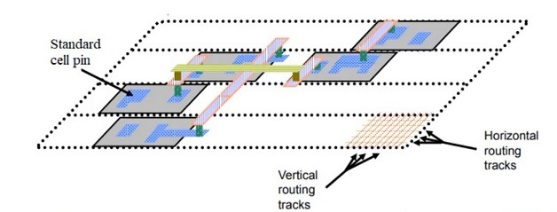 Standard
cell pin
Horizontal
routing
tracks
Vertical
routing
tracks